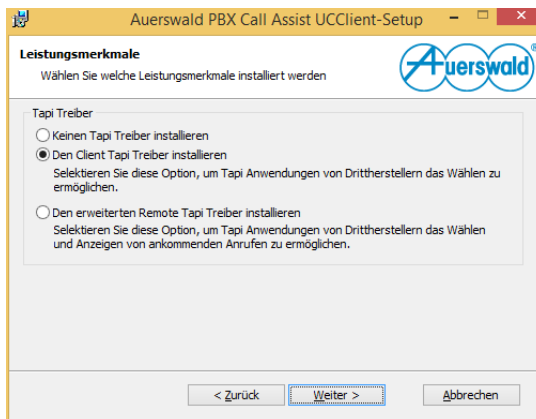 Auerswald PBX Call Assist UCClient-Setup
Leistungsmerkmale
Wählen Sie welche Leistungsmerkmale installiert werden
Auerswald®
Tapi Treiber
Keinen Tapi Treiber installieren
Den Client Tapi Treiber installieren
Selektieren Sie diese Option, um Tapi Anwendungen von Drittherstellern das Wählen zu
ermöglichen.
Den erweiterten Remote Tapi Treiber installieren
Selektieren Sie diese Option, um Tapi Anwendungen von Drittherstellern das Wählen
und Anzeigen von ankommenden Anrufen zu ermöglichen.
< Zurück
Weiter >
Abbrechen